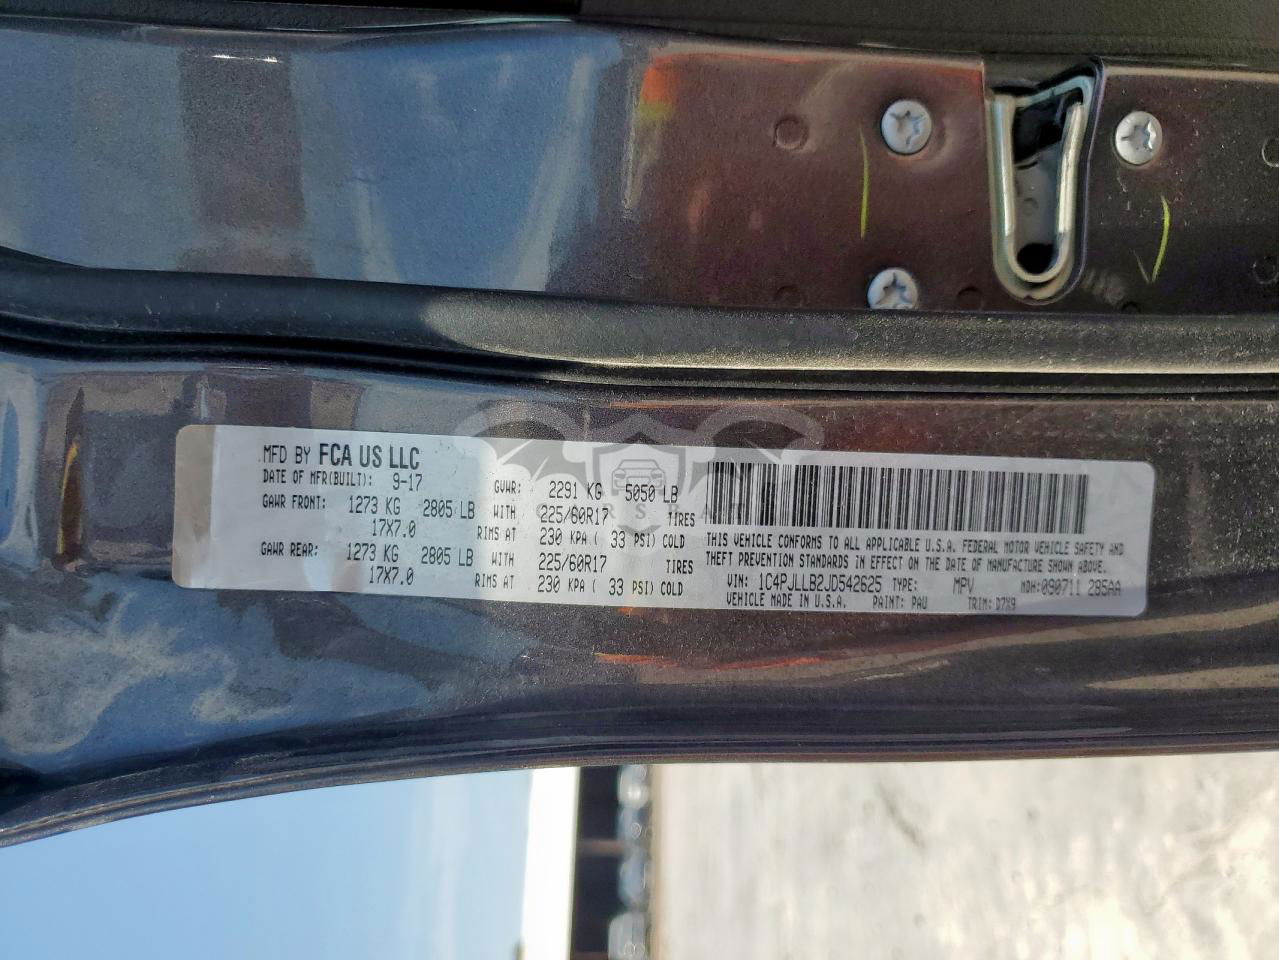 MFD BY FCA US LLC
DATE OF MFR(BUILT): 9-17 GVWR: 2291 KG 5050 LB
GAWR FRONT: 1273 KG 2805 LB WITH 225/60R17 TIRES
17X7.0 RIMS AT 230 KPA ( 33 PSI) COLD
GAWR REAR: 1273 KG 2805 LB WITH 225/60R17 TIRES
17X7.0 RIMS AT 230 KPA ( 33 PSI) COLD
THIS VEHICLE CONFORMS TO ALL APPLICABLE U.S.A. FEDERAL MOTOR VEHICLE SAFETY AND
THEFT PREVENTION STANDARDS IN EFFECT ON THE DATE OF MANUFACTURE SHOWN ABOVE.
VIN: 1C4PJLLB2JD542625 TYPE: MPV MDH:090711 285AA
VEHICLE MADE IN U.S.A. PAINT: PAU TRIM: